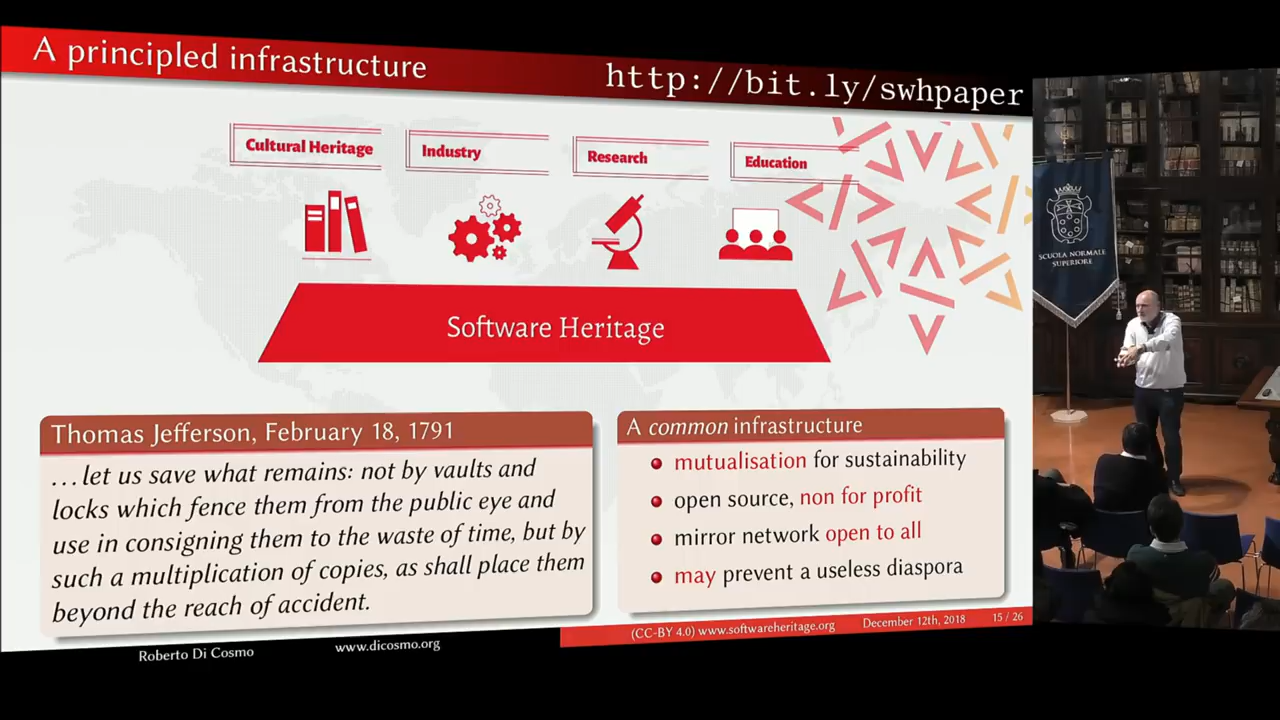 A principled infrastructure
http://bit.ly/swhpaper
Cultural Heritage
Industry
Research
Education
Software Heritage
Thomas Jefferson, February 18, 1791
...let us save what remains: not by vaults and
locks which fence them from the public eye and
use in consigning them to the waste of time, but by
such a multiplication of copies, as shall place them
beyond the reach of accident.
A common infrastructure
mutualisation for sustainability
open source, non for profit
mirror network open to all
may prevent a useless diaspora
Roberto Di Cosmo
www.dicosmo.org
(CC-BY 4.0) www.softwareheritage.org
December 12th, 2018
15 / 26
SCUOLA NORMALE
SUPERIORE